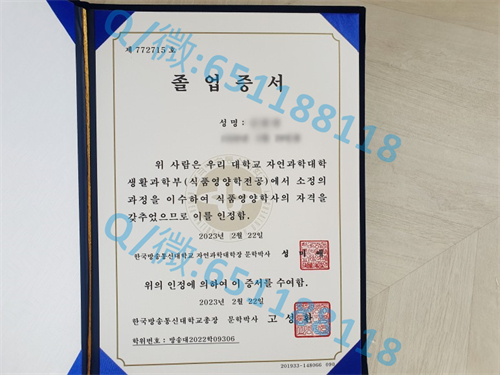 제 772715 호
졸업증서
성명:
위 사람은 우리 대학교 자연과학대학
생활과학부(식품영양학전공)에서 소정의
과정을 이수하여 식품영양학사의 자격을
갖추었으므로 이를 인정함.
2023년 2월 22일
한국방송통신대학교 자연과학대학장 문학박사
위의 인정에 의하여 이 증서를 수여함.
2023년 2월 22일
한국방송통신대학교총장 문학박사 고성환
학위번호: 방송대2022학09306
201933-148066 090
Q/微:651188118
Q/微:651188118